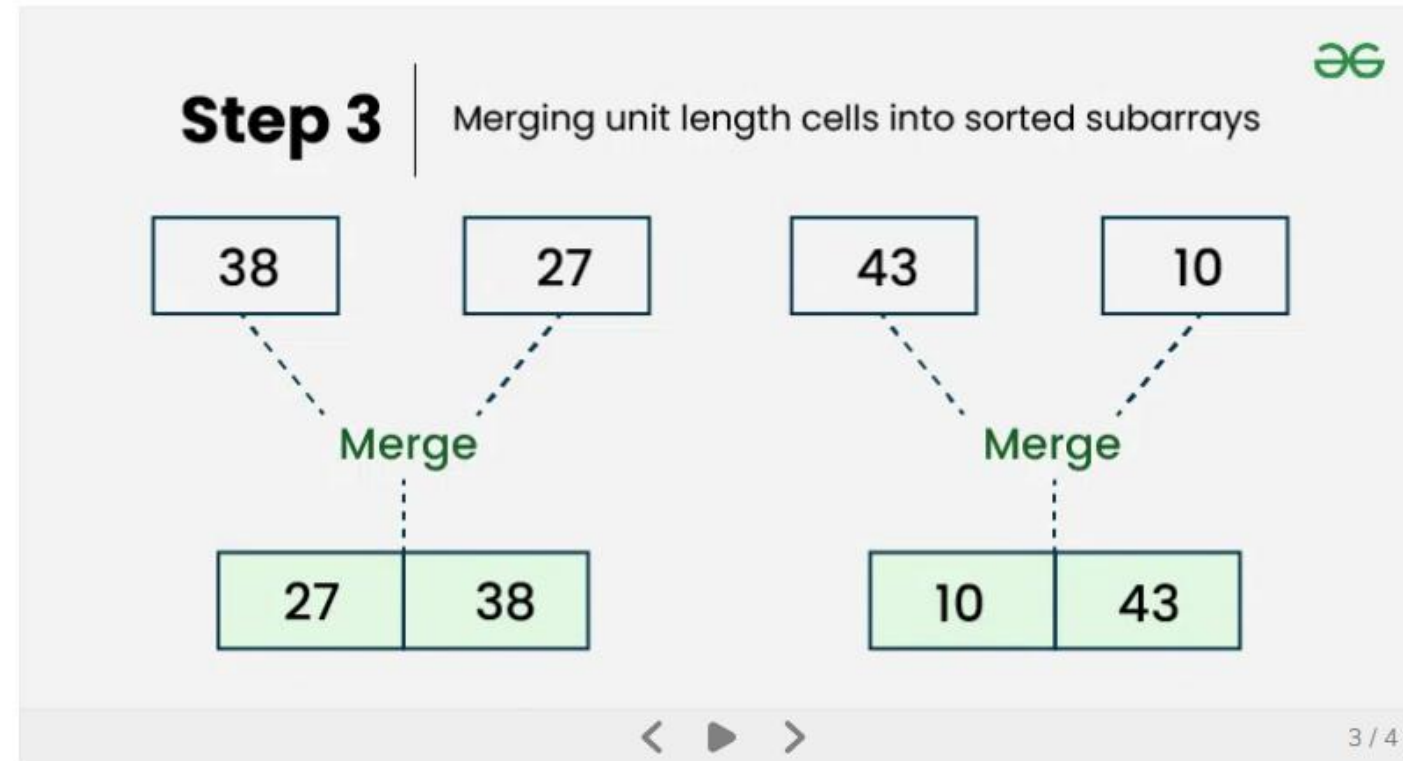 Step 3
Merging unit length cells into sorted subarrays
38 27 43 10
Merge Merge
27 38 10 43
3 / 4